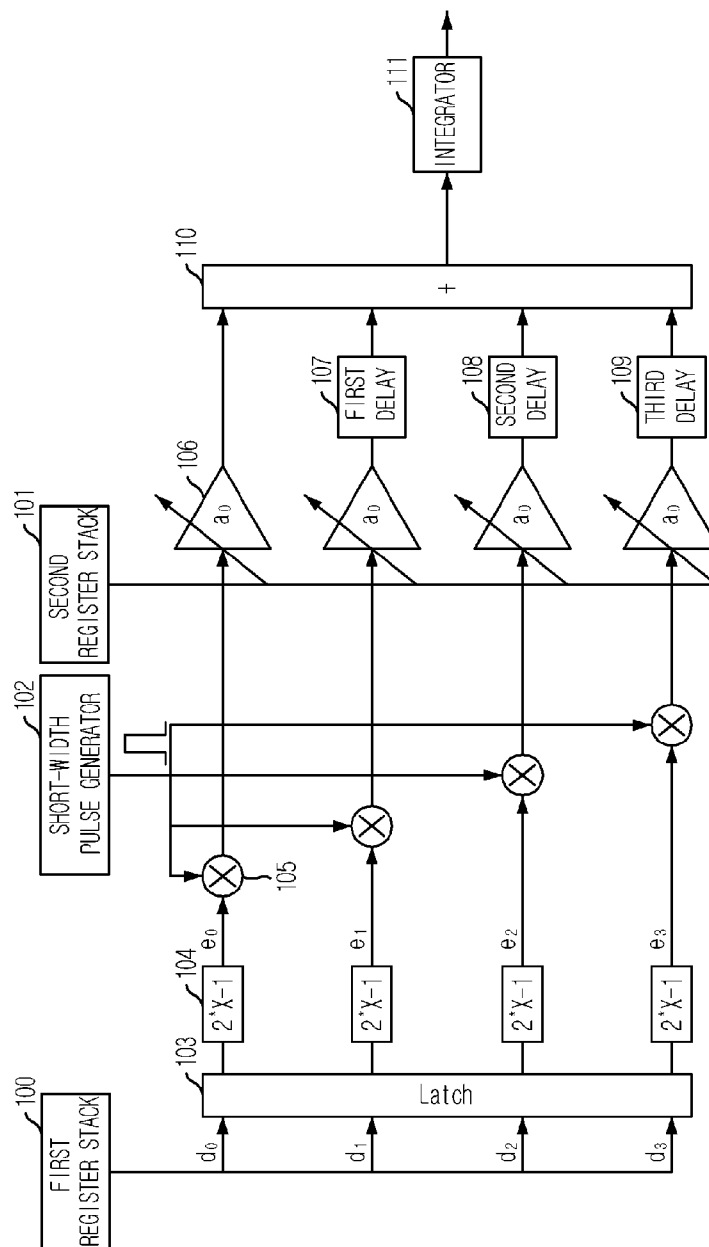 100
FIRST
REGISTER STACK
102
SHORT-WIDTH
PULSE GENERATOR
101
SECOND
REGISTER STACK
d0
d1
d2
d3
103
Latch
104
2*X-1
2*X-1
2*X-1
2*X-1
e0
e1
e2
e3
105
106
a0
a0
a0
a0
107
FIRST
DELAY
108
SECOND
DELAY
109
THIRD
DELAY
110
+
111
INTEGRATOR